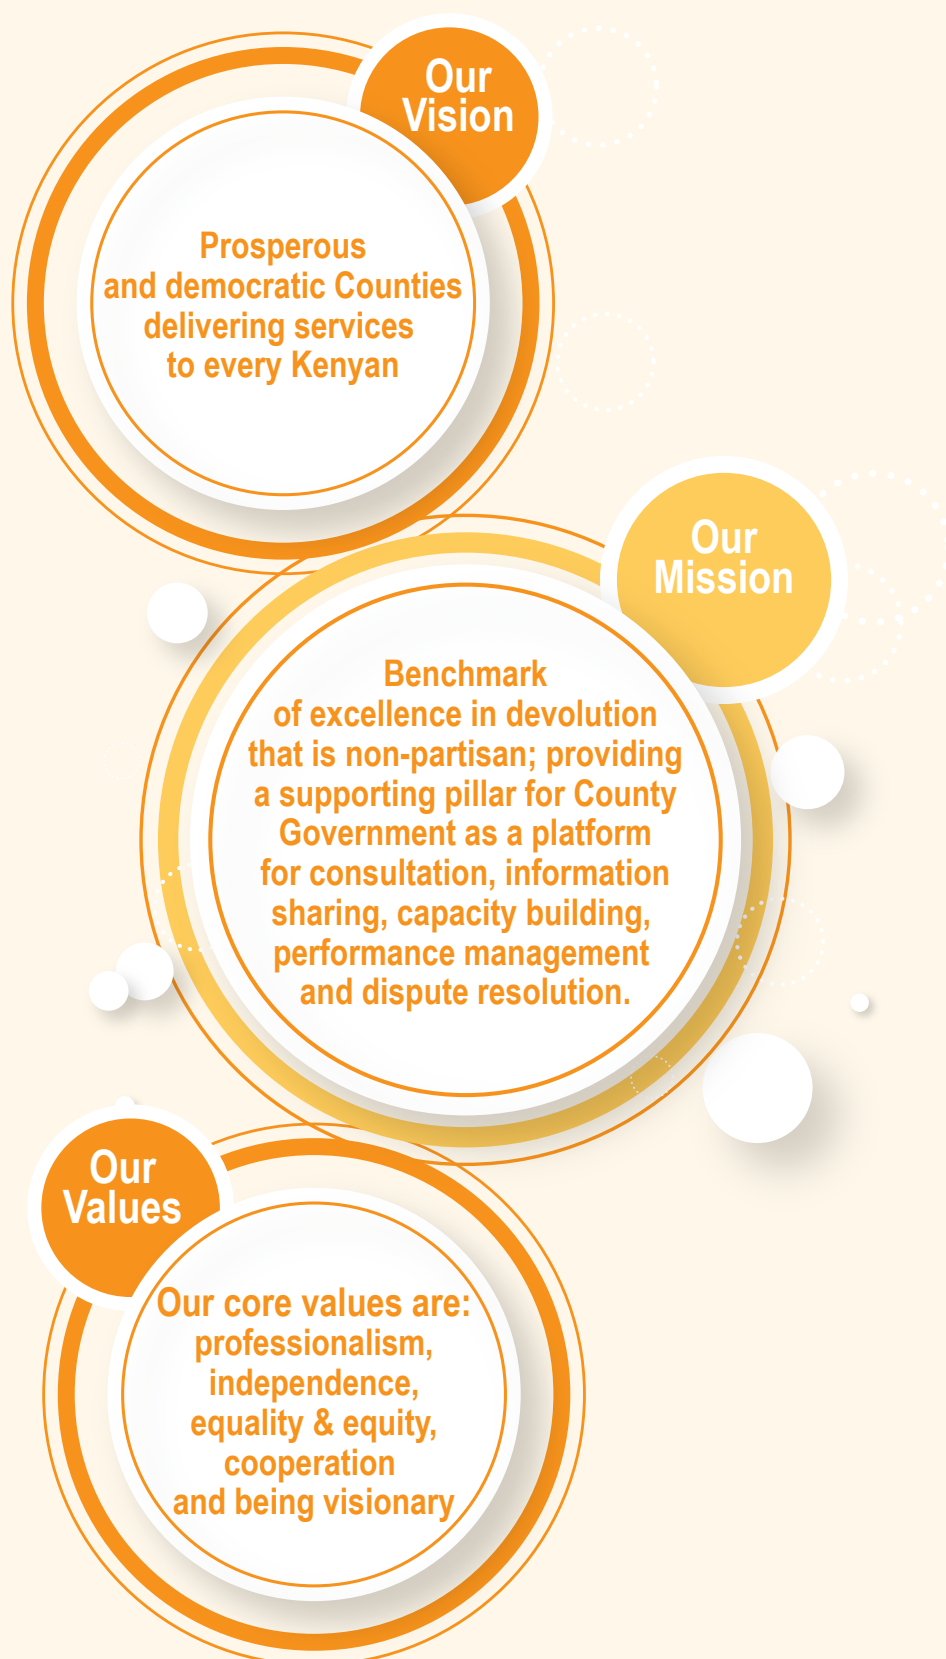 Our
Vision
Prosperous
and democratic Counties
delivering services
to every Kenyan
Our
Mission
Benchmark
of excellence in devolution
that is non-partisan; providing
a supporting pillar for County
Government as a platform
for consultation, information
sharing, capacity building,
performance management
and dispute resolution.
Our
Values
Our core values are:
professionalism,
independence,
equality & equity,
cooperation
and being visionary